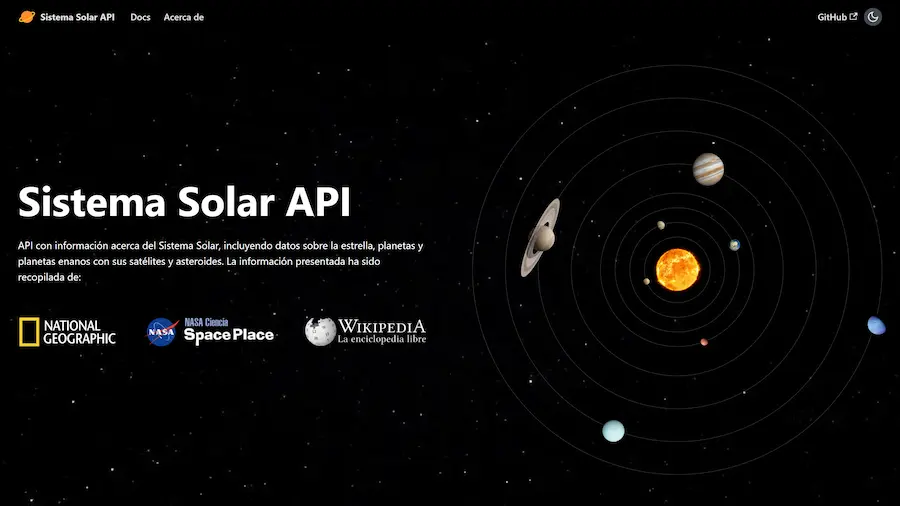 Sistema Solar API Docs Acerca de GitHub
Sistema Solar API
API con información acerca del Sistema Solar, incluyendo datos sobre la estrella, planetas y
planetas enanos con sus satélites y asteroides. La información presentada ha sido
recopilada de:
NATIONAL
GEOGRAPHIC
NASA
NASA Ciencia
Space Place
WIKIPEDIA
La enciclopedia libre